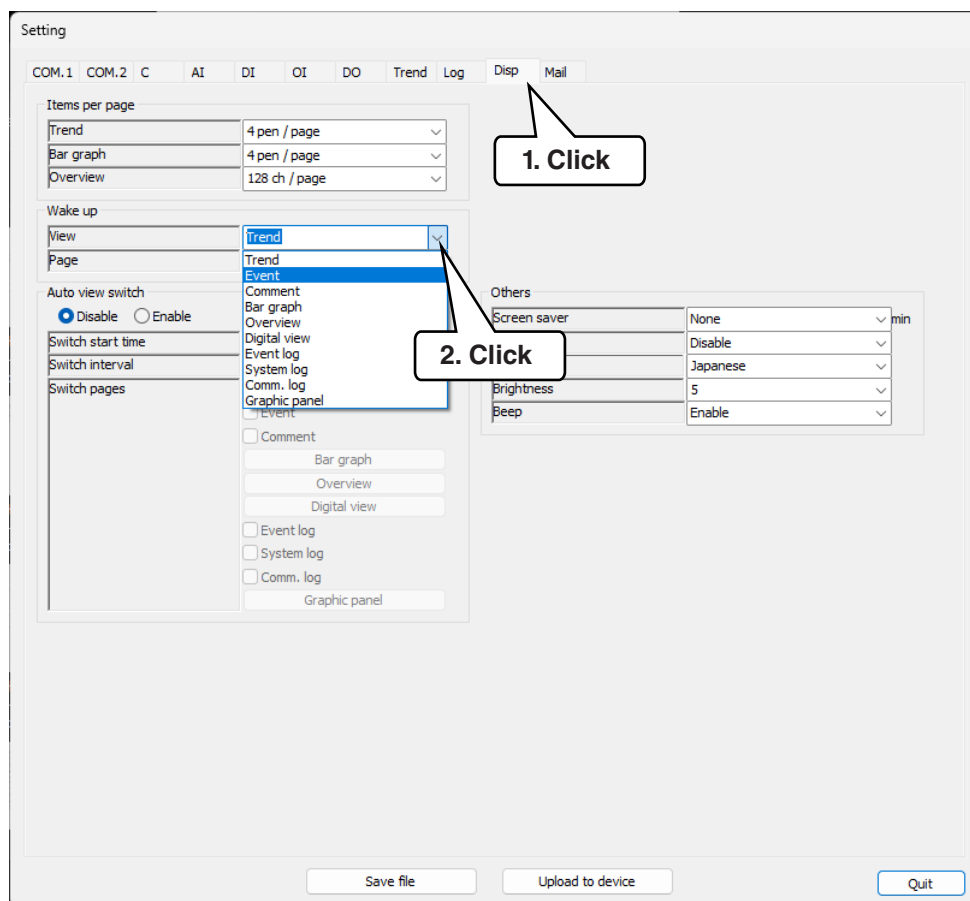 Setting
COM.1 COM.2 C AI DI OI DO Trend Log Disp Mail
Items per page
Trend 4 pen / page
Bar graph 4 pen / page
Overview 128 ch / page
1. Click
Wake up
View Trend
Page
Trend
Event
Comment
Bar graph
Overview
Digital view
Event log
System log
Comm. log
Graphic panel
2. Click
Auto view switch
Disable Enable
Switch start time
Switch interval
Switch pages
Event
Comment
Bar graph
Overview
Digital view
Event log
System log
Comm. log
Graphic panel
Others
Screen saver None min
Disable
Japanese
Brightness 5
Beep Enable
Save file Upload to device Quit